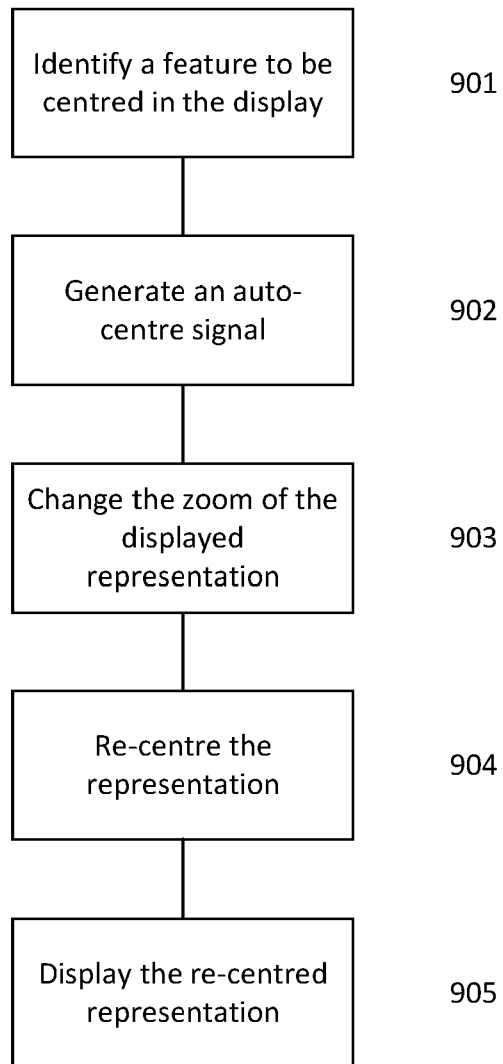 Identify a feature to be
centred in the display
901
Generate an auto-
centre signal
902
Change the zoom of the
displayed
representation
903
Re-centre the
representation
904
Display the re-centred
representation
905